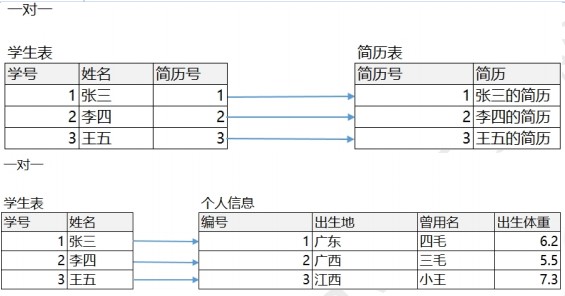 一对一
学生表 简历表
学号 姓名 简历号 简历号 简历
1 张三 1 1 张三的简历
2 李四 2 2 李四的简历
3 王五 3 3 王五的简历
一对一
学生表 个人信息
学号 姓名 编号 出生地 曾用名 出生体重
1 张三 1 广东 四毛 6.2
2 李四 2 广西 三毛 5.5
3 王五 3 江西 小王 7.3